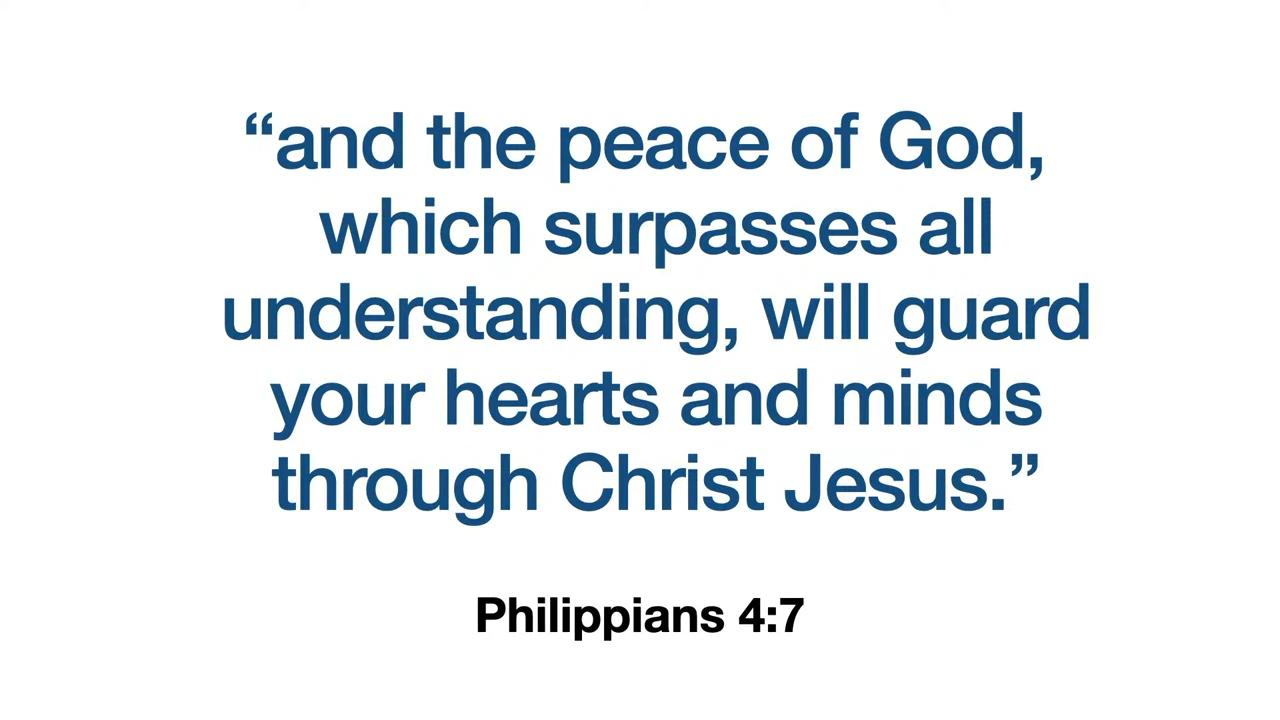 “and the peace of God,
which surpasses all
understanding, will guard
your hearts and minds
through Christ Jesus.”
Philippians 4:7